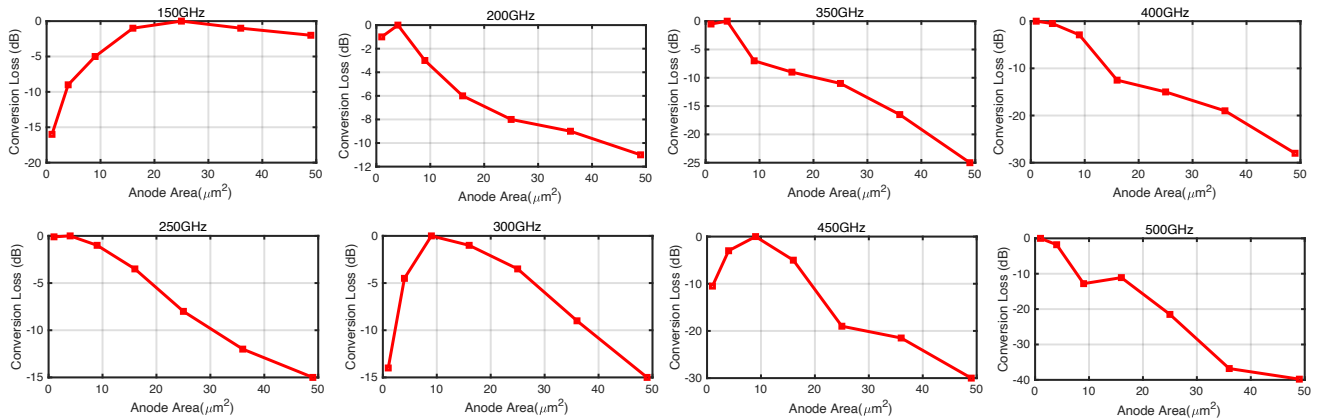 150GHz
Conversion Loss (dB)
0
-5
-10
-15
-20
0 10 20 30 40 50
Anode Area(μm²)
200GHz
Conversion Loss (dB)
0
-2
-4
-6
-8
-10
-12
0 10 20 30 40 50
Anode Area(μm²)
350GHz
Conversion Loss (dB)
0
-5
-10
-15
-20
-25
0 10 20 30 40 50
Anode Area(μm²)
400GHz
Conversion Loss (dB)
0
-10
-20
-30
0 10 20 30 40 50
Anode Area(μm²)
250GHz
Conversion Loss (dB)
0
-5
-10
-15
0 10 20 30 40 50
Anode Area(μm²)
300GHz
Conversion Loss (dB)
0
-5
-10
-15
0 10 20 30 40 50
Anode Area(μm²)
450GHz
Conversion Loss (dB)
0
-10
-20
-30
0 10 20 30 40 50
Anode Area(μm²)
500GHz
Conversion Loss (dB)
0
-10
-20
-30
-40
0 10 20 30 40 50
Anode Area(μm²)